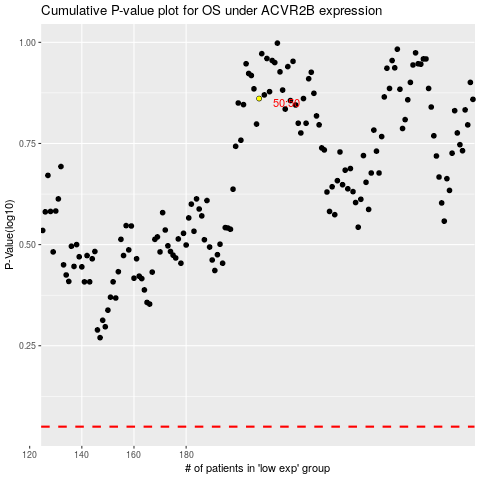 Cumulative P-value plot for OS under ACVR2B expression
P-Value(log10)
1.00
0.75
0.50
0.25
50:50
120 140 160 180
# of patients in 'low exp' group